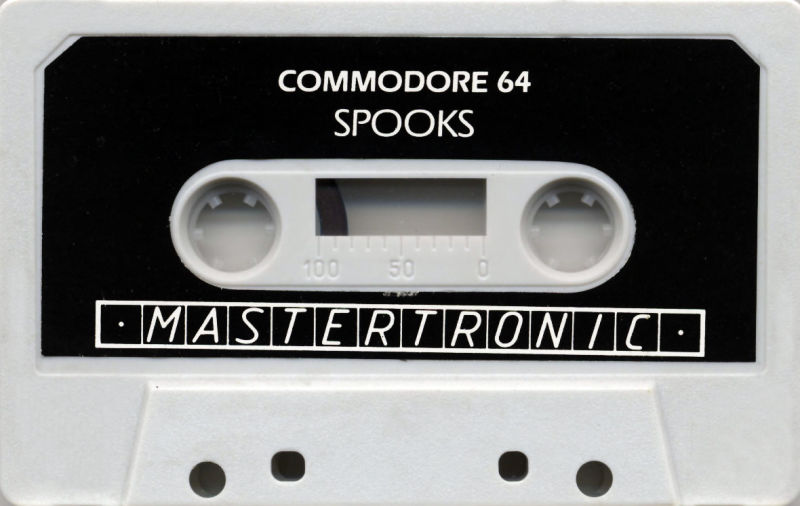 COMMODORE 64
SPOOKS
100 50 0
· MASTERTRONIC ·